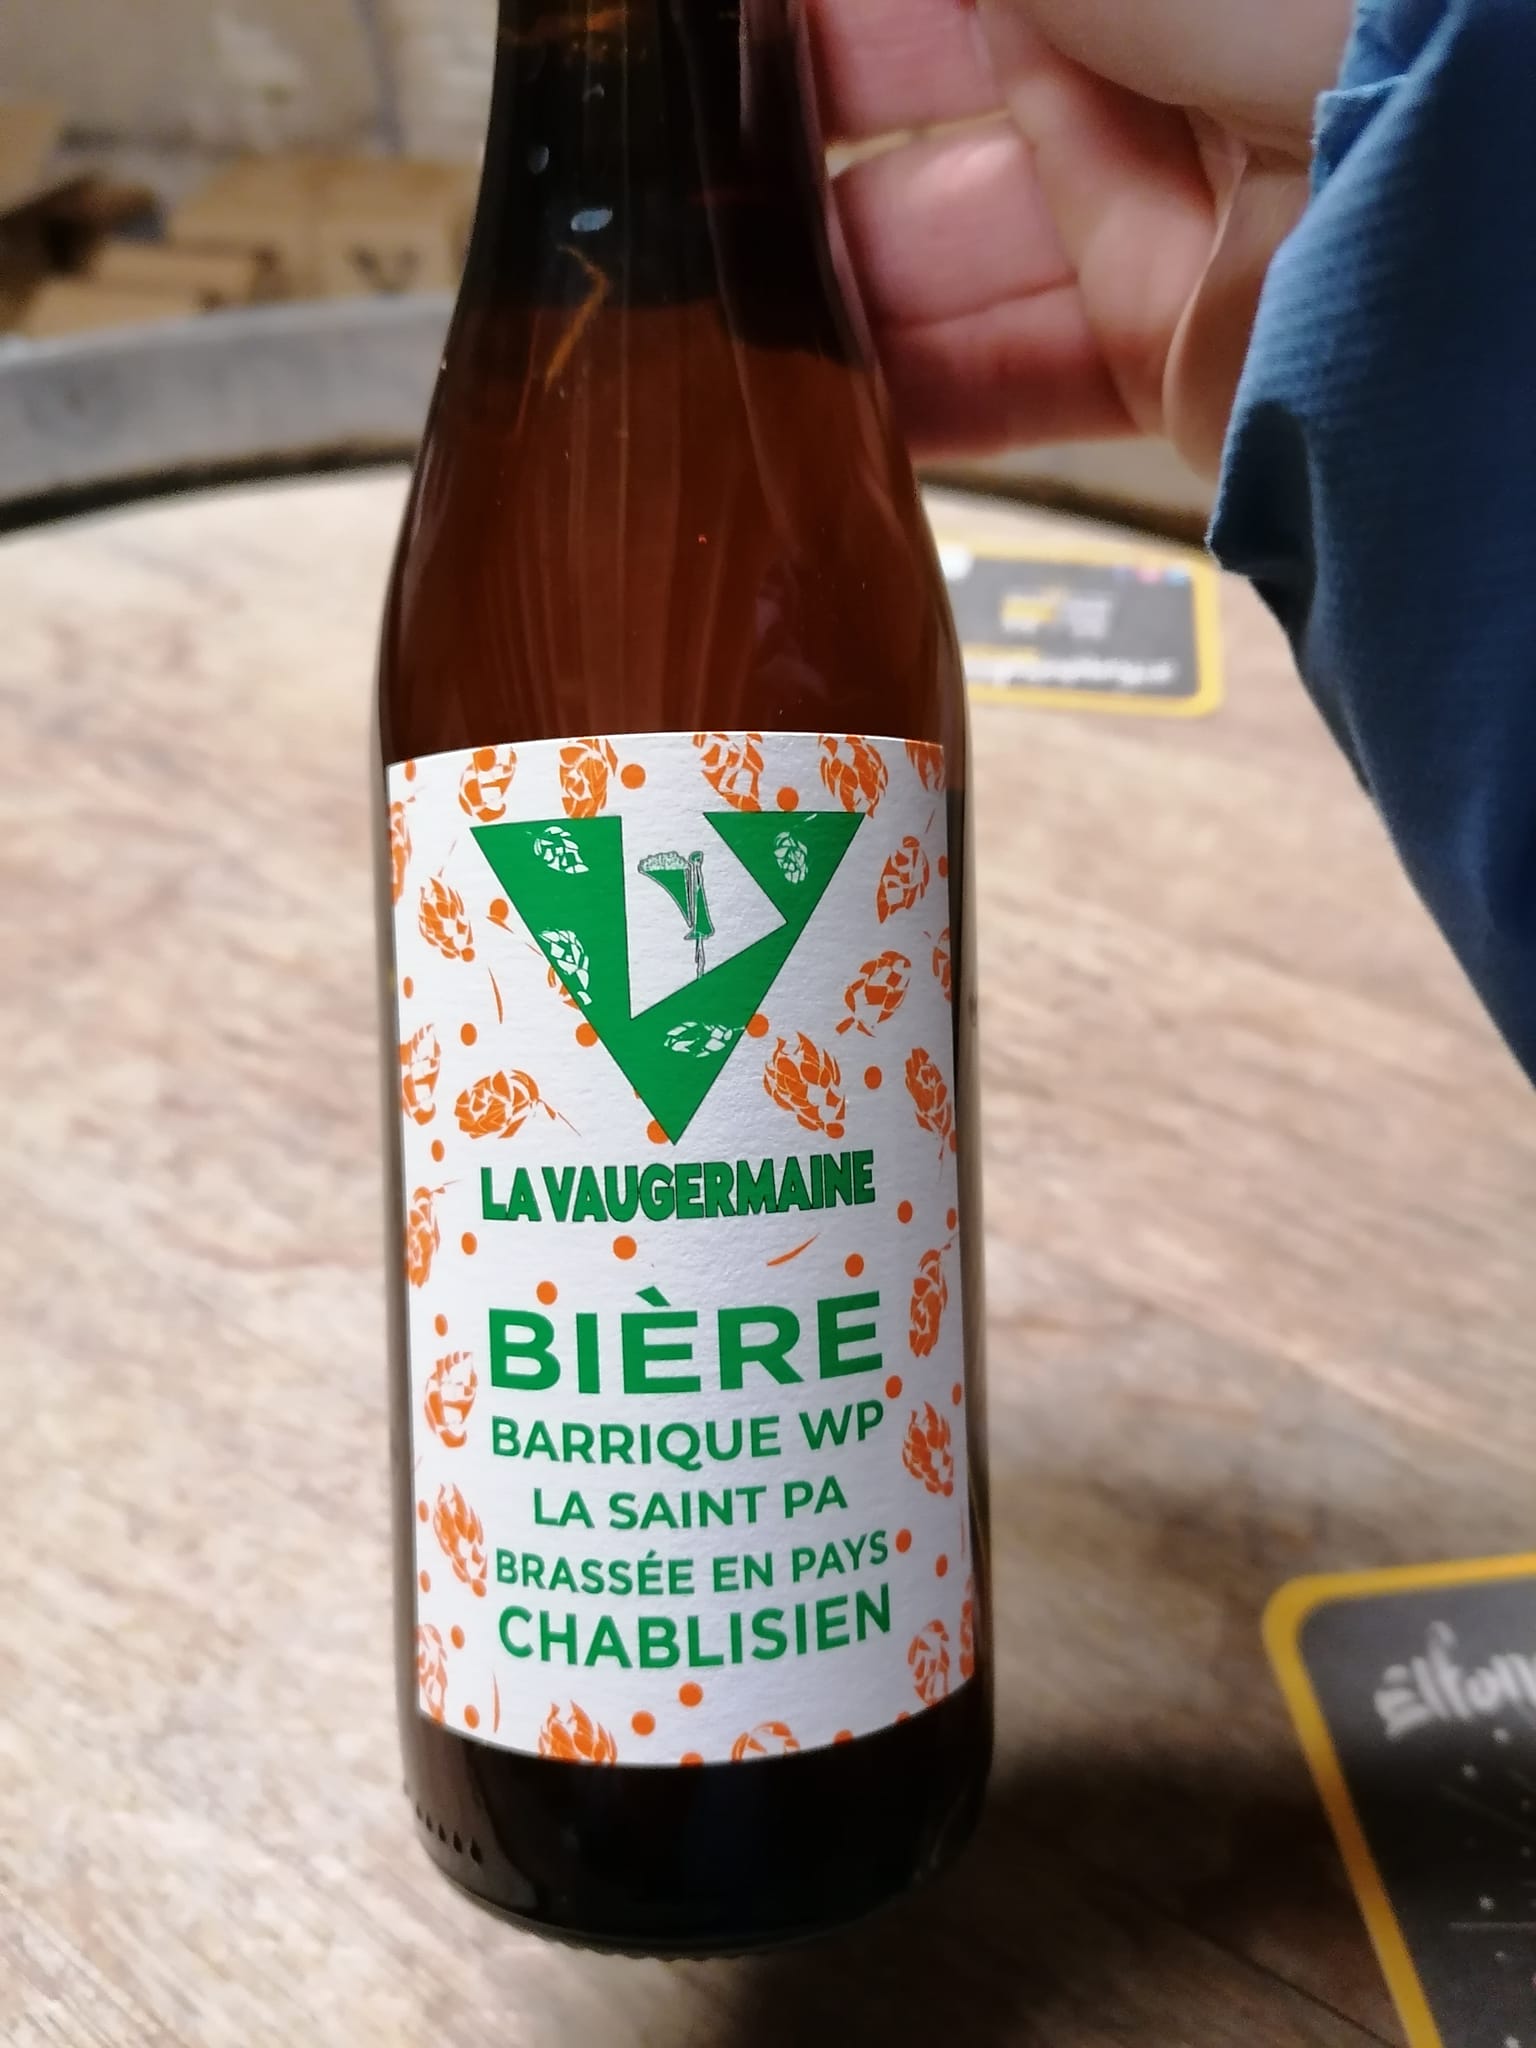 LA VAUGERMAINE
BIÈRE
BARRIQUE WP
LA SAINT PA
BRASSÉE EN PAYS
CHABLISIEN